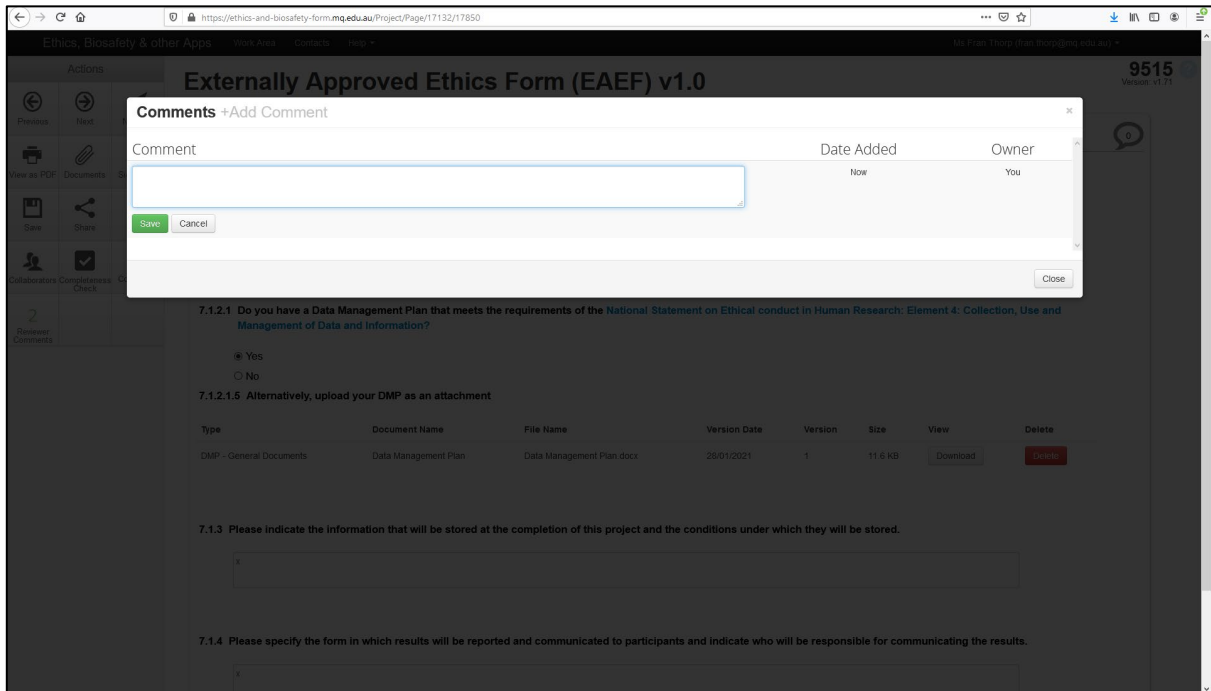 https://ethics-and-biosafety-form.mq.edu.au/Project/Page/17132/17850
Ethics, Biosafety & other Apps Work Area Contacts Help Ms Fran Thorp (fran.thorp@mq.edu.au)
Actions
Externally Approved Ethics Form (EAEF) v1.0
9515
Version: v1.71
Previous Next
Comments +Add Comment ×
0
Comment Date Added Owner
Now You
View as PDF Documents
Save Cancel
Save Share
Close
Collaborators Completeness Check
2
Reviewer Comments
7.1.2.1 Do you have a Data Management Plan that meets the requirements of the National Statement on Ethical conduct in Human Research: Element 4: Collection, Use and
Management of Data and Information?
Yes
No
7.1.2.1.5 Alternatively, upload your DMP as an attachment
Type Document Name File Name Version Date Version Size View Delete
DMP - General Documents Data Management Plan Data Management Plan.docx 26/01/2021 1 11.6 KB Download Delete
7.1.3 Please indicate the information that will be stored at the completion of this project and the conditions under which they will be stored.
x
7.1.4 Please specify the form in which results will be reported and communicated to participants and indicate who will be responsible for communicating the results.
x